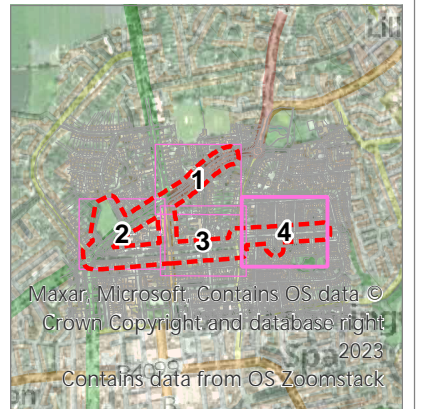 1
2
3
4
Maxar, Microsoft, Contains OS data ©
Crown Copyright and database right
2023
Contains data from OS Zoomstack